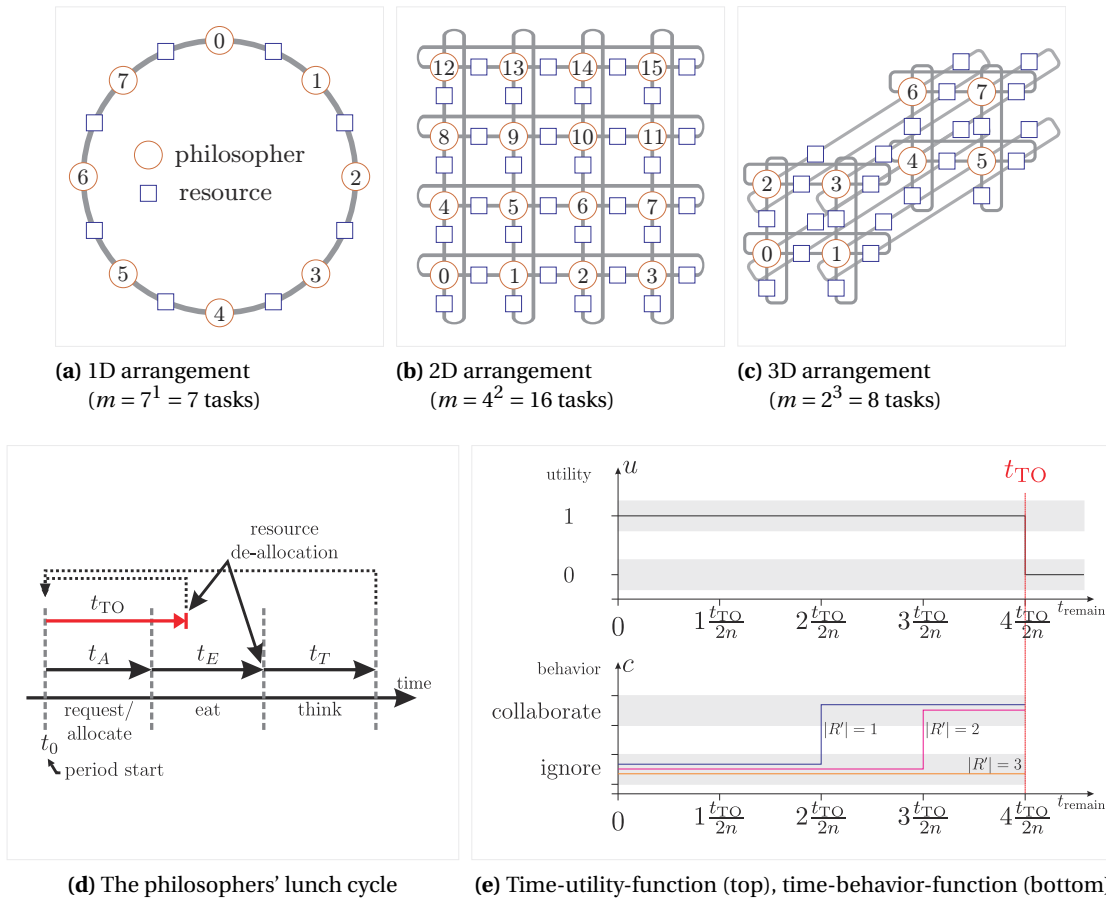 0
7
1
philosopher
6
2
resource
5
3
4
(a) 1D arrangement
(m = 7^1 = 7 tasks)
12 13 14 15
8 9 10 11
4 5 6 7
0 1 2 3
(b) 2D arrangement
(m = 4^2 = 16 tasks)
6 7
4 5
2 3
0 1
(c) 3D arrangement
(m = 2^3 = 8 tasks)
resource
de-allocation
t_TO
t_A t_E t_T
time
request/
allocate
eat
think
t_0
period start
(d) The philosophers' lunch cycle
utility
u
t_TO
1
0
0 1 t_TO/2n 2 t_TO/2n 3 t_TO/2n 4 t_TO/2n t_remain
behavior
c
collaborate
|R'| = 1 |R'| = 2
ignore
|R'| = 3
0 1 t_TO/2n 2 t_TO/2n 3 t_TO/2n 4 t_TO/2n t_remain
(e) Time-utility-function (top), time-behavior-function (bottom)